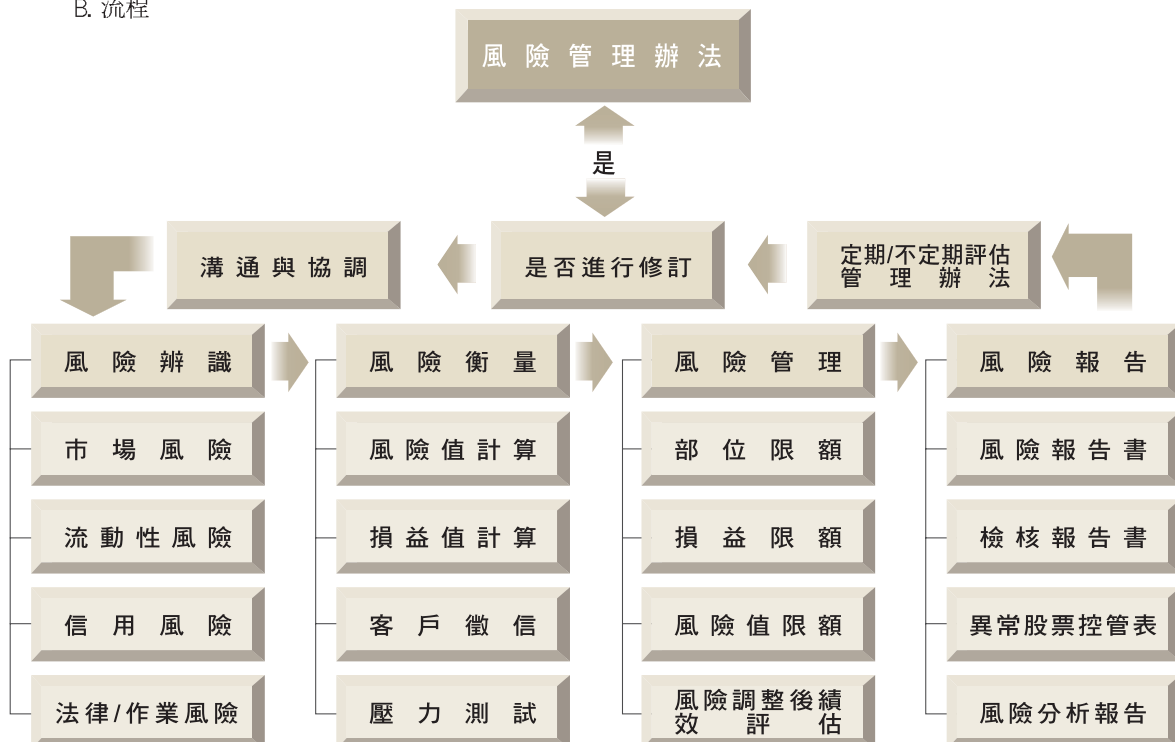 B. 流程
風險管理辦法
是
溝通與協調
是否進行修訂
定期/不定期評估
管理辦法
風險辨識
風險衡量
風險管理
風險報告
市場風險
風險值計算
部位限額
風險報告書
流動性風險
損益值計算
損益限額
檢核報告書
信用風險
客戶徵信
風險值限額
異常股票控管表
法律/作業風險
壓力測試
風險調整後績
效評估
風險分析報告